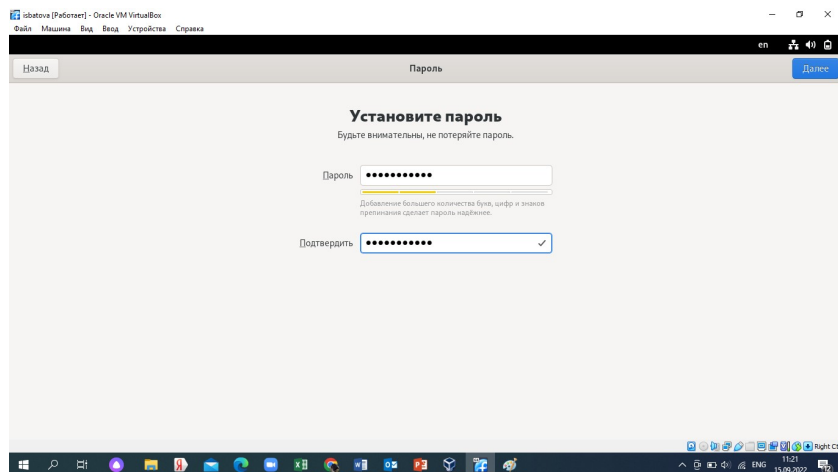 isbatova [Работает] - Oracle VM VirtualBox
Файл Машина Вид Ввод Устройства Справка
en
Назад Пароль Далее
Установите пароль
Будьте внимательны, не потеряйте пароль.
Пароль ●●●●●●●●●●●
Добавление большего количества букв, цифр и знаков
препинания сделает пароль надёжнее.
Подтвердить ●●●●●●●●●●●
Right Ct
ENG 11:21
15.09.2022